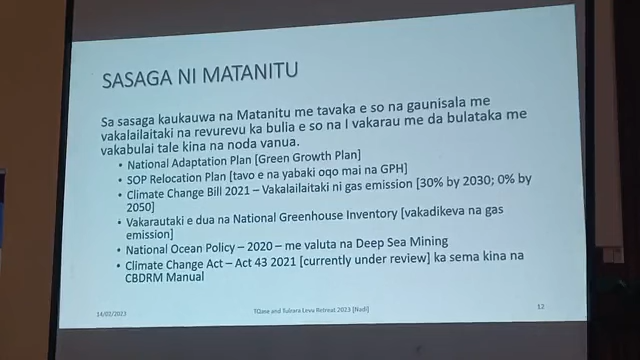 SASAGA NI MATANITU
Sa sasaga kaukauwa na Matanitu me tavaka e so na gaunisala me
vakalailaitaki na revurevu ka bulia e so na I vakarau me da bulataka me
vakabulai tale kina na noda vanua.
• National Adaptation Plan [Green Growth Plan]
• SOP Relocation Plan [tavo e na yabaki oqo mai na GPH]
• Climate Change Bill 2021 – Vakalailaitaki ni gas emission [30% by 2030; 0% by
2050]
• Vakarautaki e dua na National Greenhouse Inventory [vakadikeva na gas
emission]
• National Ocean Policy – 2020 – me valuta na Deep Sea Mining
• Climate Change Act – Act 43 2021 [currently under review] ka sema kina na
CBDRM Manual
14/02/2023
TQase and Tuirara Levu Retreat 2023 [Nadi]
12